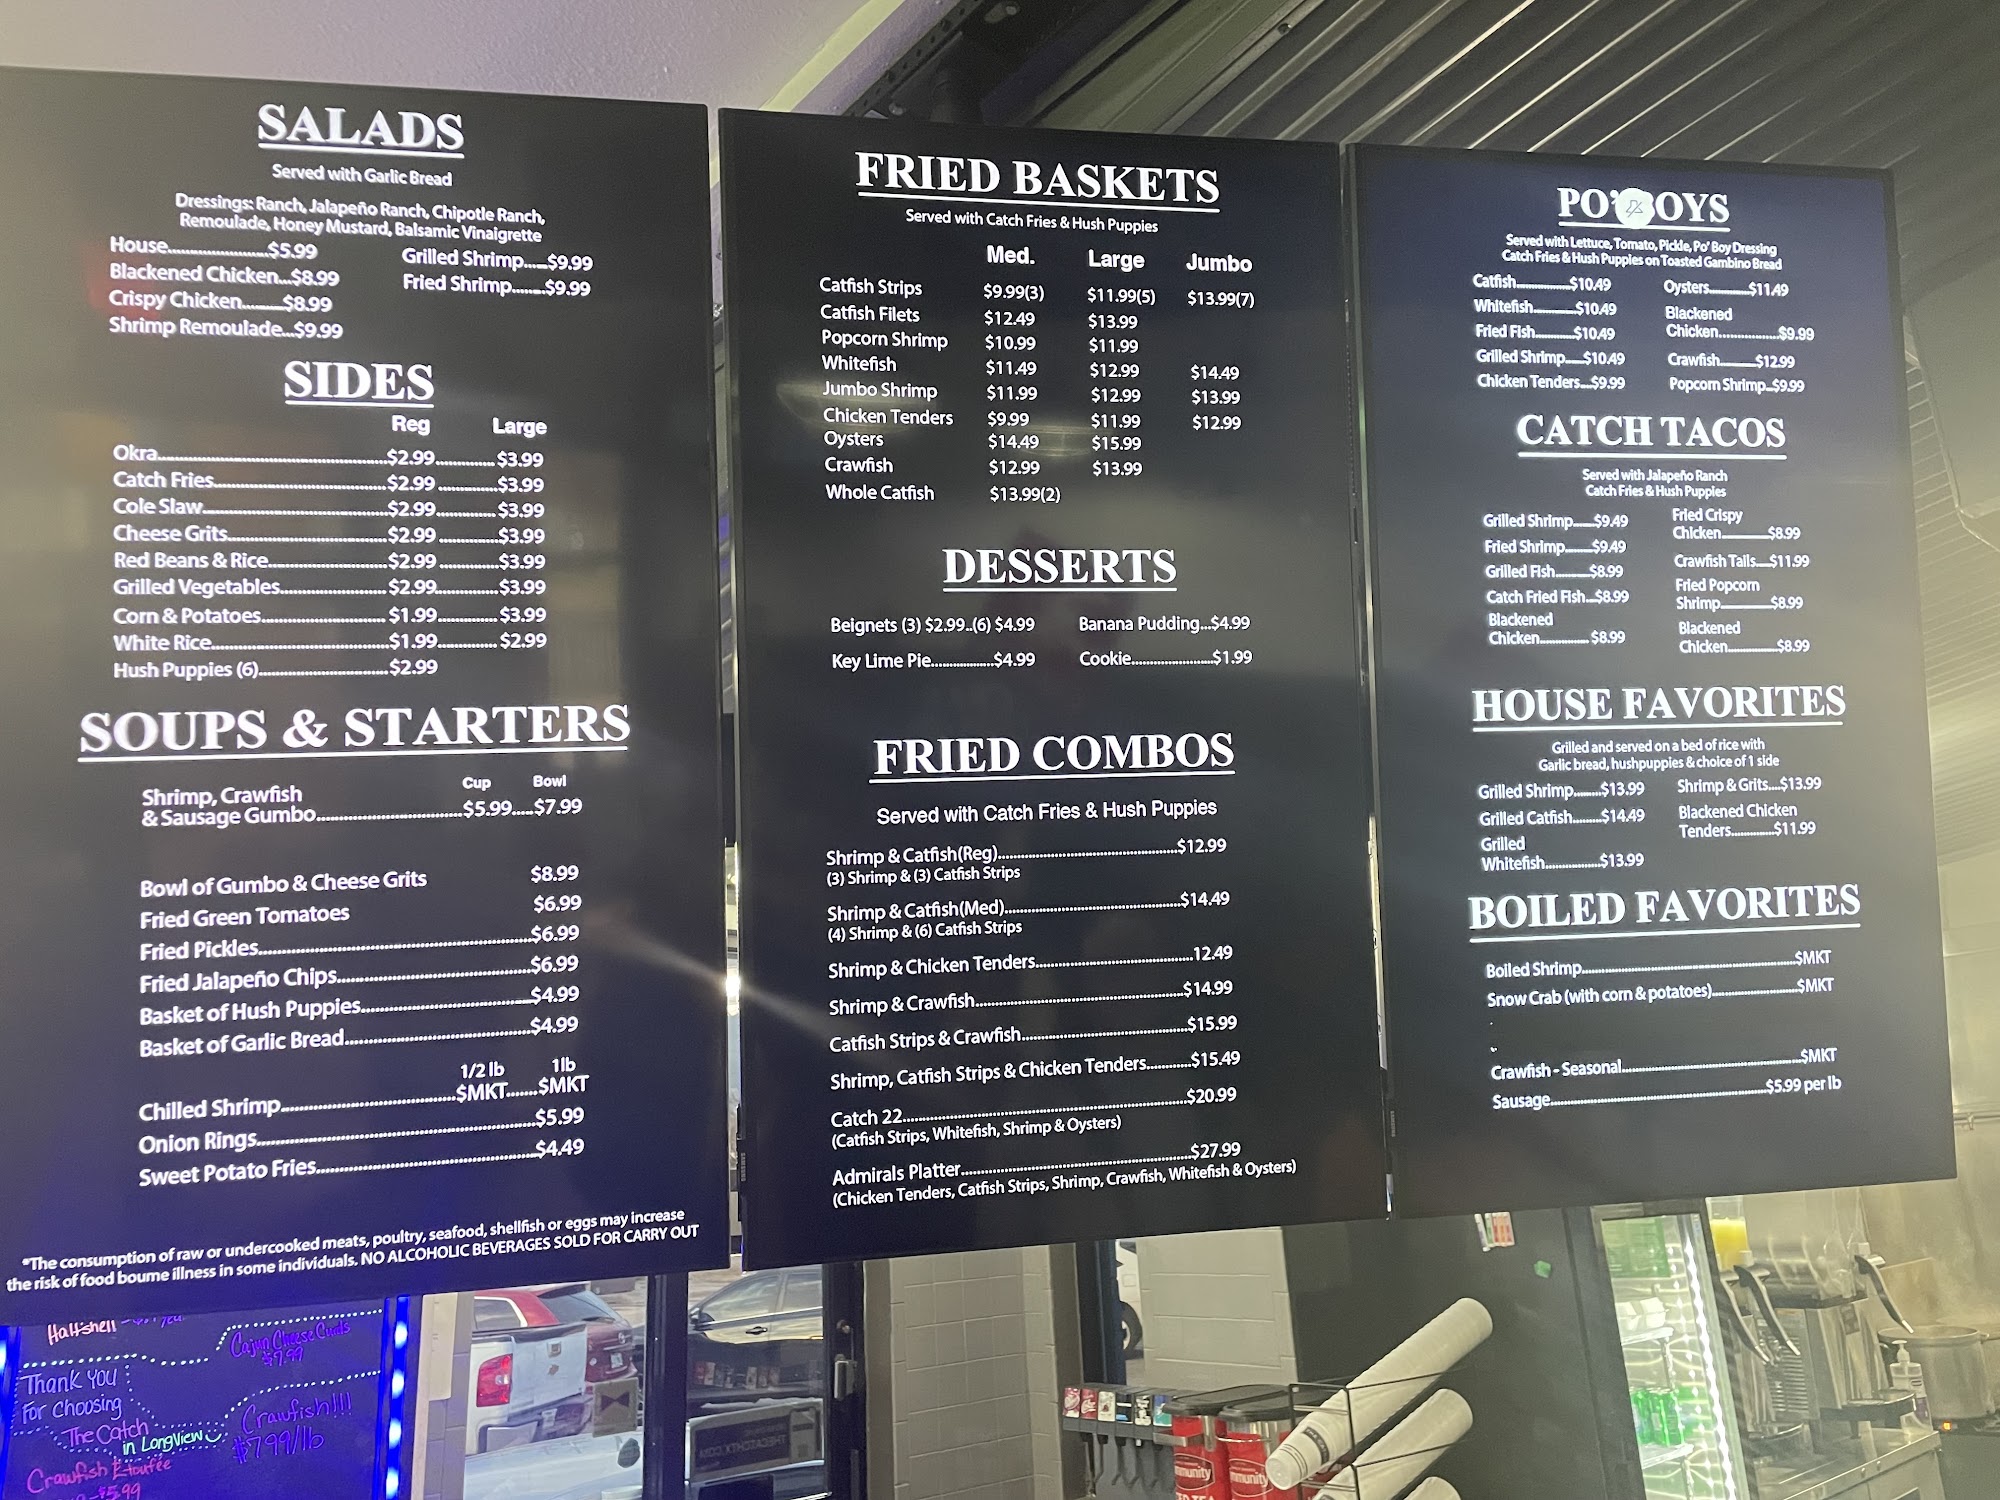 SALADS
Served with Garlic Bread
Dressings: Ranch, Jalapeño Ranch, Chipotle Ranch,
Remoulade, Honey Mustard, Balsamic Vinaigrette
House..........$5.99
Blackened Chicken...$8.99
Crispy Chicken..........$8.99
Shrimp Remoulade...$9.99
Grilled Shrimp......$9.99
Fried Shrimp........$9.99
SIDES
Reg Large
Okra..........$2.99..........$3.99
Catch Fries..........$2.99..........$3.99
Cole Slaw..........$2.99..........$3.99
Cheese Grits..........$2.99..........$3.99
Red Beans & Rice..........$2.99..........$3.99
Grilled Vegetables..........$2.99..........$3.99
Corn & Potatoes..........$1.99..........$3.99
White Rice..........$1.99..........$2.99
Hush Puppies (6)..........$2.99
SOUPS & STARTERS
Cup Bowl
Shrimp, Crawfish
& Sausage Gumbo..........$5.99.....$7.99
Bowl of Gumbo & Cheese Grits $8.99
Fried Green Tomatoes $6.99
Fried Pickles..........$6.99
Fried Jalapeño Chips..........$6.99
Basket of Hush Puppies..........$4.99
Basket of Garlic Bread..........$4.99
1/2 lb 1lb
Chilled Shrimp..........$MKT.......$MKT
Onion Rings..........$5.99
Sweet Potato Fries..........$4.49
*The consumption of raw or undercooked meats, poultry, seafood, shellfish or eggs may increase
the risk of food bourne illness in some individuals. NO ALCOHOLIC BEVERAGES SOLD FOR CARRY OUT
FRIED BASKETS
Served with Catch Fries & Hush Puppies
Med. Large Jumbo
Catfish Strips $9.99(3) $11.99(5) $13.99(7)
Catfish Filets $12.49 $13.99
Popcorn Shrimp $10.99 $11.99
Whitefish $11.49 $12.99 $14.49
Jumbo Shrimp $11.99 $12.99 $13.99
Chicken Tenders $9.99 $11.99 $12.99
Oysters $14.49 $15.99
Crawfish $12.99 $13.99
Whole Catfish $13.99(2)
DESSERTS
Beignets (3) $2.99..(6) $4.99
Key Lime Pie..........$4.99
Banana Pudding...$4.99
Cookie..........$1.99
FRIED COMBOS
Served with Catch Fries & Hush Puppies
Shrimp & Catfish(Reg)..........$12.99
(3) Shrimp & (3) Catfish Strips
Shrimp & Catfish(Med)..........$14.49
(4) Shrimp & (6) Catfish Strips
Shrimp & Chicken Tenders..........12.49
Shrimp & Crawfish..........$14.99
Catfish Strips & Crawfish..........$15.99
Shrimp, Catfish Strips & Chicken Tenders..........$15.49
Catch 22..........$20.99
(Catfish Strips, Whitefish, Shrimp & Oysters)
Admirals Platter..........$27.99
(Chicken Tenders, Catfish Strips, Shrimp, Crawfish, Whitefish & Oysters)
PO' OYS
Served with Lettuce, Tomato, Pickle, Po' Boy Dressing
Catch Fries & Hush Puppies on Toasted Gambino Bread
Catfish..........$10.49
Whitefish..........$10.49
Fried Fish..........$10.49
Grilled Shrimp.....$10.49
Chicken Tenders...$9.99
Oysters..........$11.49
Blackened
Chicken..........$9.99
Crawfish..........$12.99
Popcorn Shrimp..$9.99
CATCH TACOS
Served with Jalapeño Ranch
Catch Fries & Hush Puppies
Grilled Shrimp......$9.49
Fried Shrimp.......$9.49
Grilled Fish..........$8.99
Catch Fried Fish...$8.99
Blackened
Chicken..........$8.99
Fried Crispy
Chicken..........$8.99
Crawfish Tails....$11.99
Fried Popcorn
Shrimp..........$8.99
Blackened
Chicken..........$8.99
HOUSE FAVORITES
Grilled and served on a bed of rice with
Garlic bread, hushpuppies & choice of 1 side
Grilled Shrimp........$13.99
Grilled Catfish........$14.49
Grilled
Whitefish..........$13.99
Shrimp & Grits....$13.99
Blackened Chicken
Tenders..........$11.99
BOILED FAVORITES
Boiled Shrimp..........$MKT
Snow Crab (with corn & potatoes)..........$MKT
Crawfish - Seasonal..........$MKT
Sausage..........$5.99 per lb
Halfshell
Cajun Cheese Curds
$7.99
Thank you
For Choosing
The Catch
in Longview
Crawfish!!!
$7.99/lb
Crawfish Etouffée
$5.99